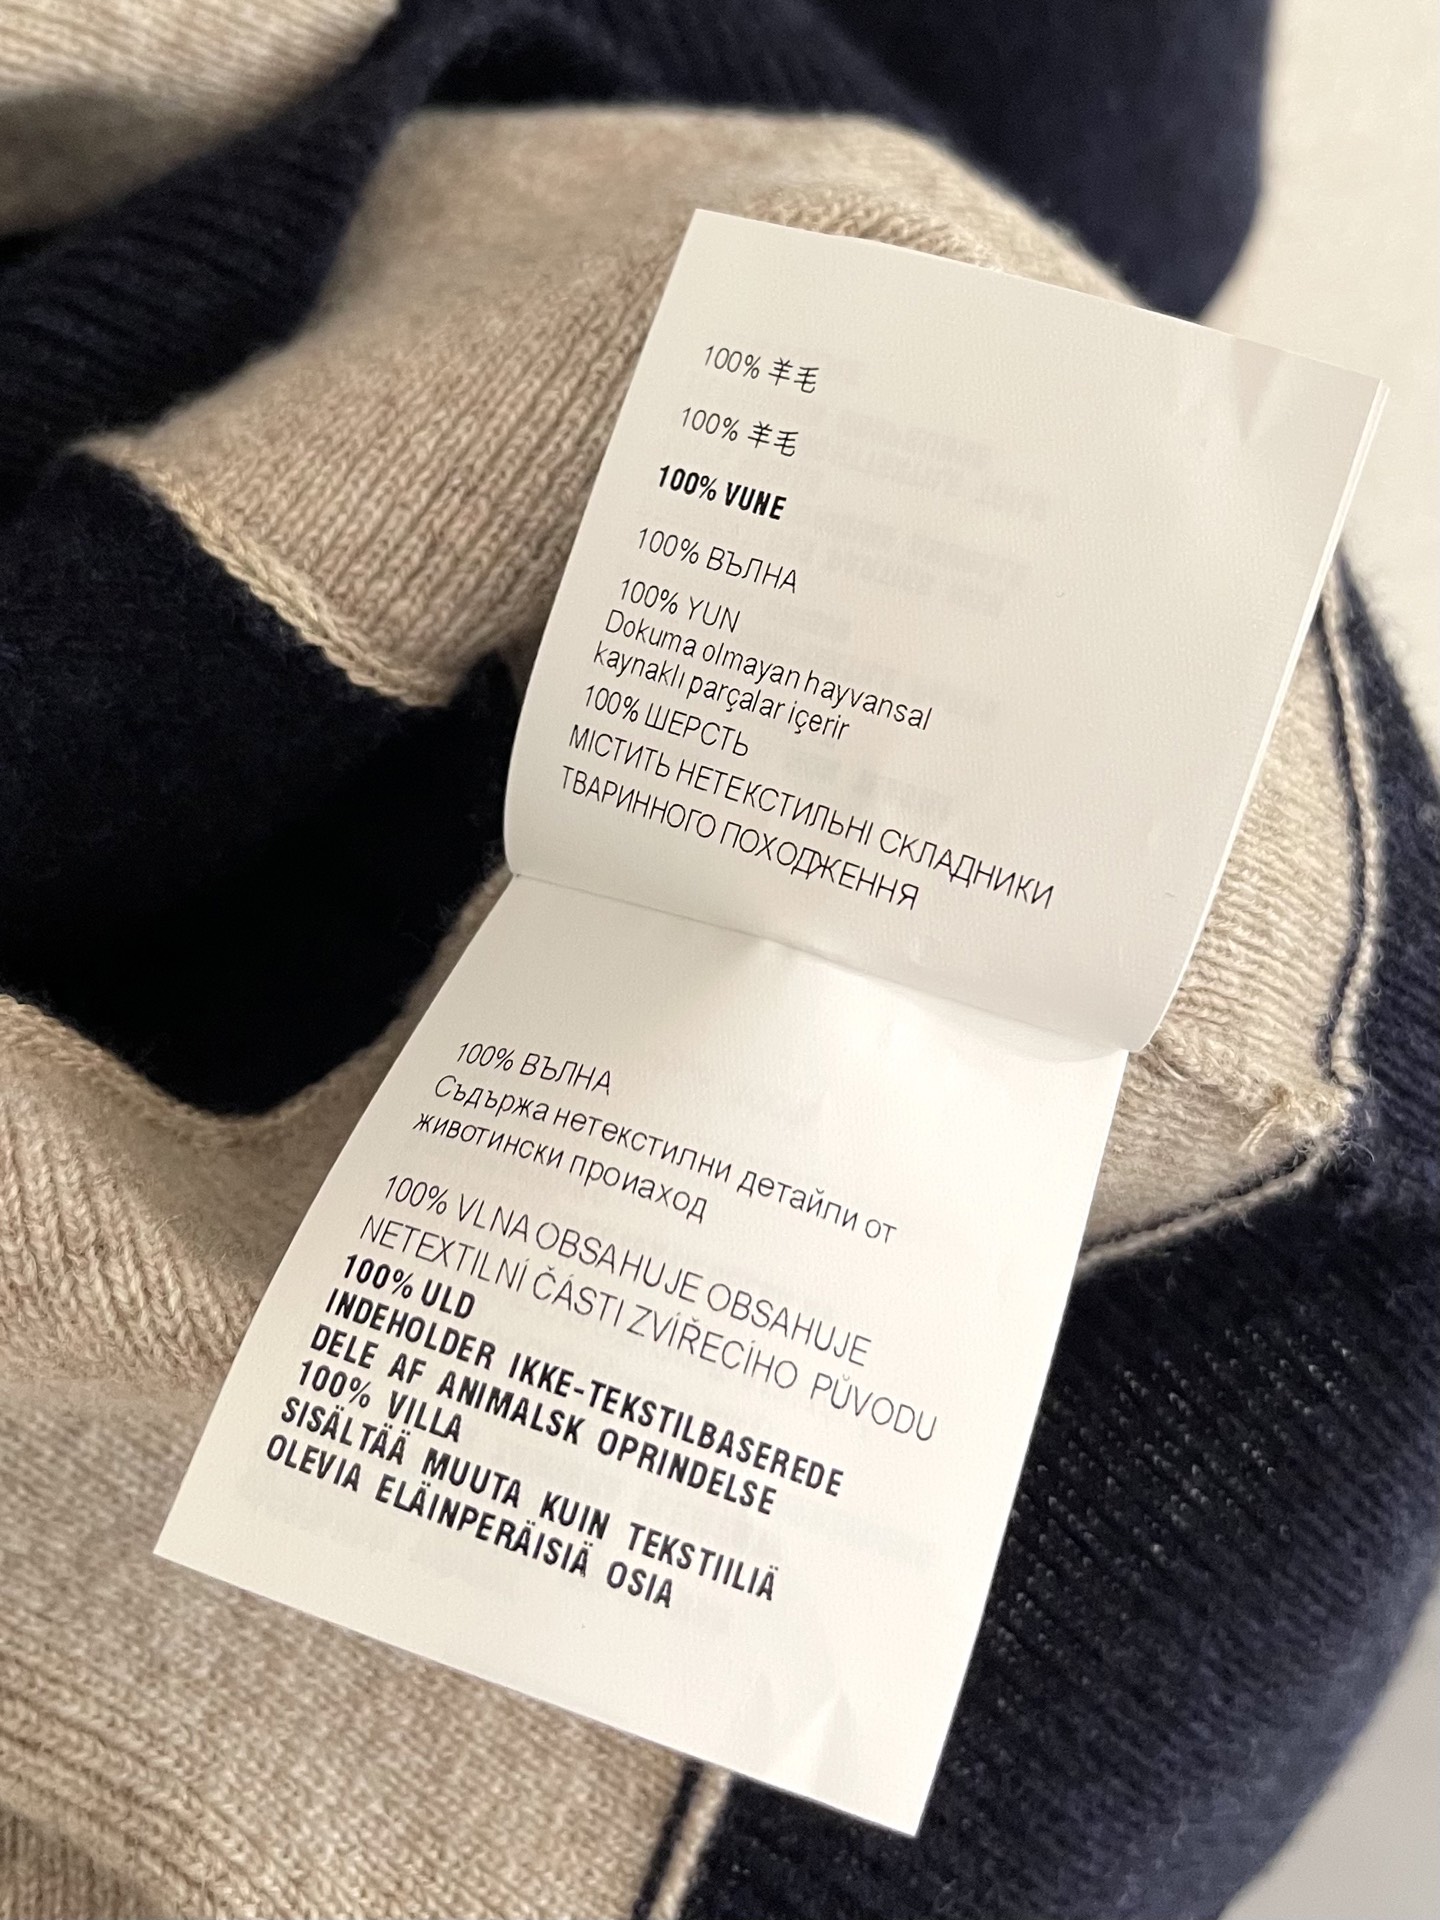 100% 羊毛
100% 羊毛
100% VUNE
100% ВЪЛНА
100% YUN
Dokuma olmayan hayvansal
kaynaklı parçalar içerir
100% ШЕРСТЬ
МІСТИТЬ НЕТЕКСТИЛЬНІ СКЛАДНИКИ
ТВАРИННОГО ПОХОДЖЕННЯ
100% ВЪЛНА
Съдържа нетекстилни детайли от
животински проиаход
100% VLNA OBSAHUJE OBSAHUJE
NETEXTILNÍ ČÁSTI ZVÍŘECÍHO PŮVODU
100% ULD
INDEHOLDER IKKE-TEKSTILBASEREDE
DELE AF ANIMALSK OPRINDELSE
100% VILLA
SISÄLTÄÄ MUUTA KUIN TEKSTIILIÄ
OLEVIA ELÄINPERÄISIÄ OSIA